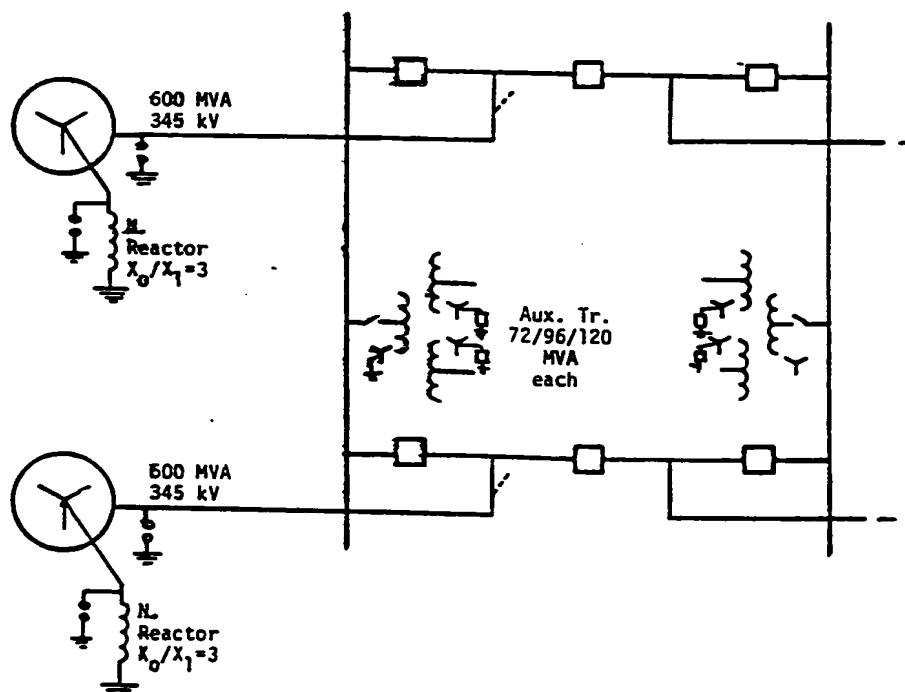 600 MVA
345 kV
N.
Reactor
X₀/X₁=3
Aux. Tr.
72/96/120
MVA
each
600 MVA
345 kV
N.
Reactor
X₀/X₁=3